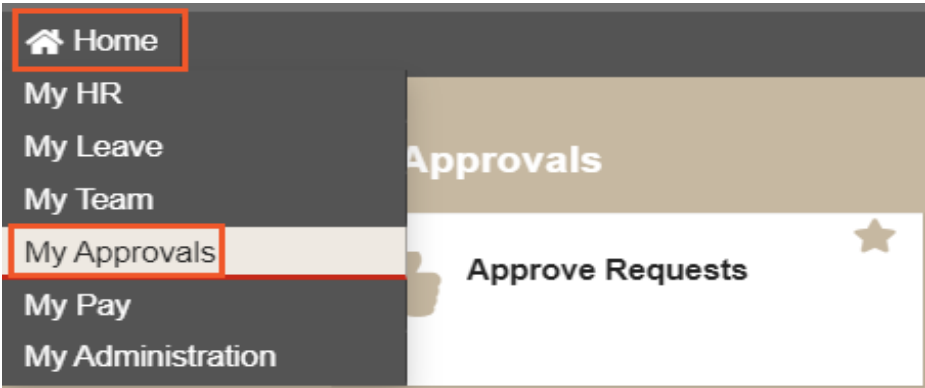 Home
My HR
My Leave
My Team
My Approvals
My Pay
My Administration
Approvals
Approve Requests